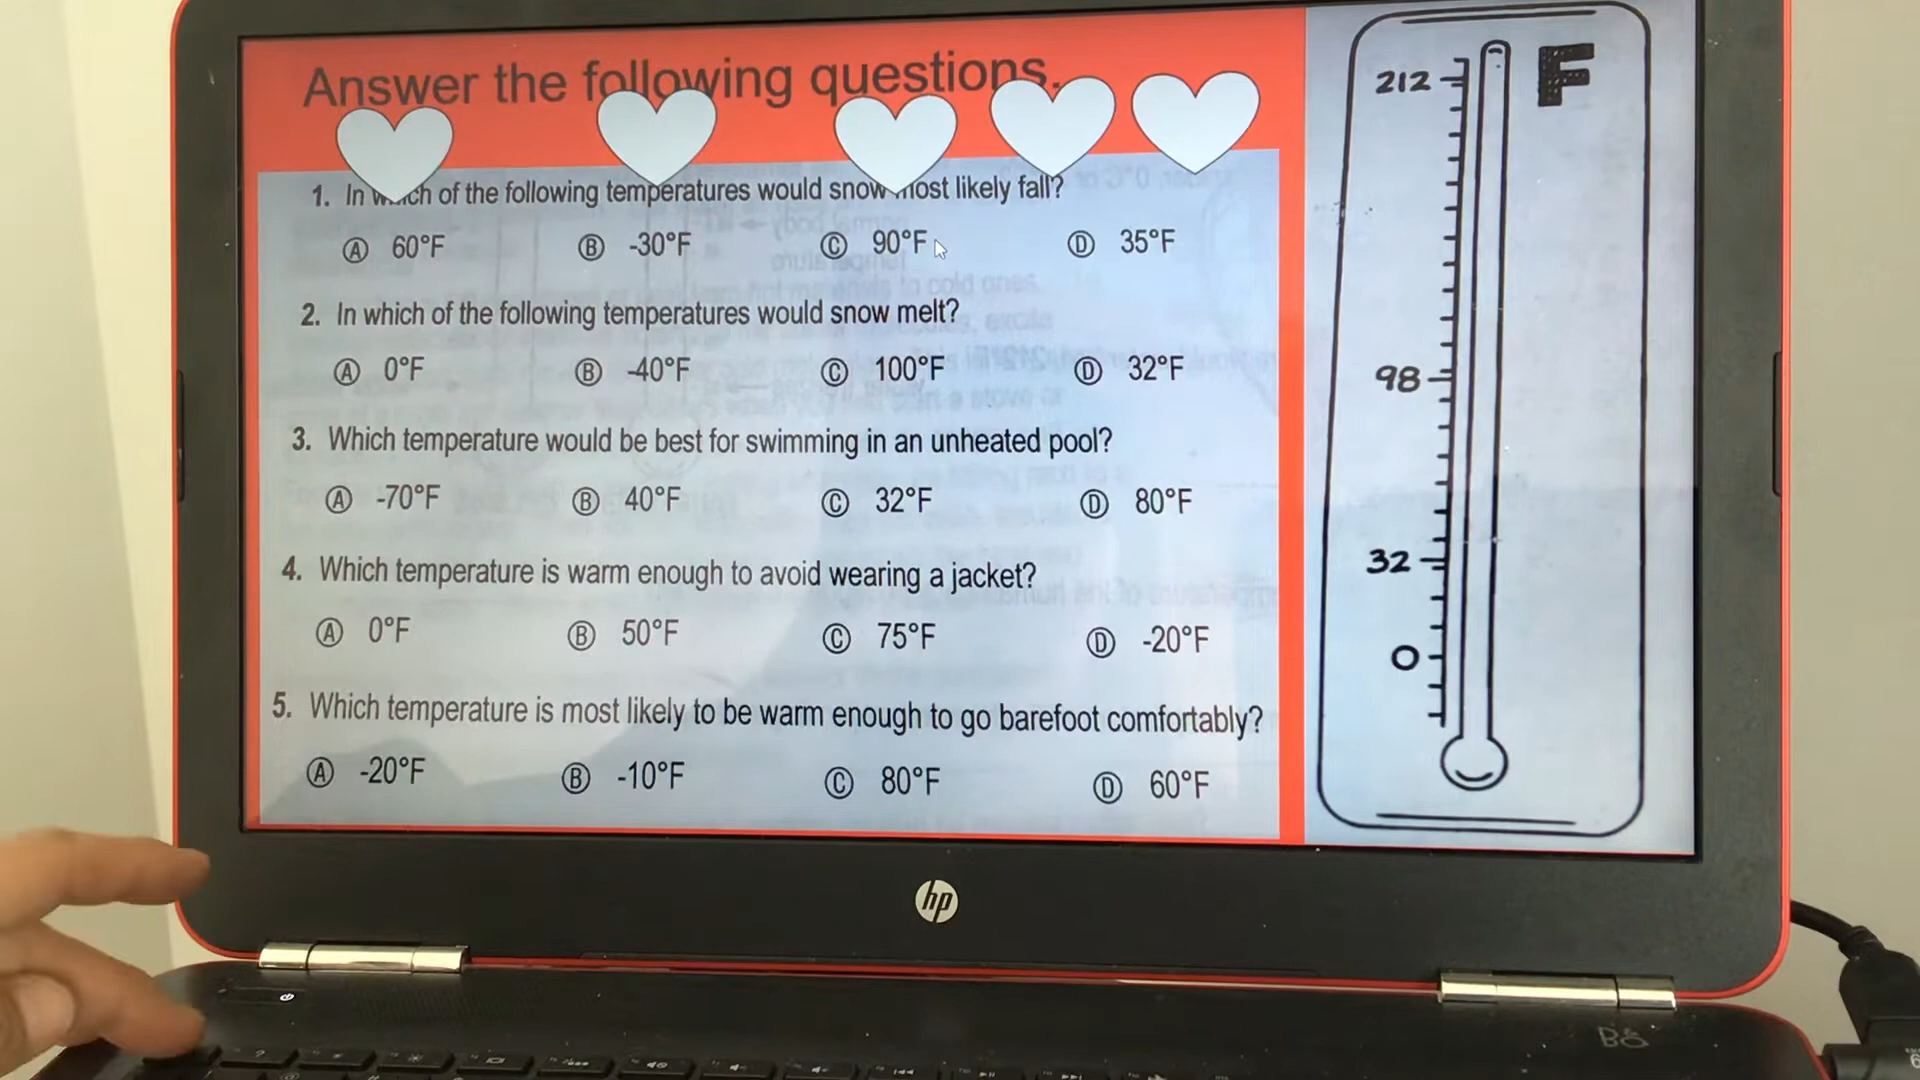 Answer the following questions.
1. In which of the following temperatures would snow most likely fall?
Ⓐ 60°F Ⓑ -30°F Ⓒ 90°F Ⓓ 35°F
2. In which of the following temperatures would snow melt?
Ⓐ 0°F Ⓑ -40°F Ⓒ 100°F Ⓓ 32°F
3. Which temperature would be best for swimming in an unheated pool?
Ⓐ -70°F Ⓑ 40°F Ⓒ 32°F Ⓓ 80°F
4. Which temperature is warm enough to avoid wearing a jacket?
Ⓐ 0°F Ⓑ 50°F Ⓒ 75°F Ⓓ -20°F
5. Which temperature is most likely to be warm enough to go barefoot comfortably?
Ⓐ -20°F Ⓑ -10°F Ⓒ 80°F Ⓓ 60°F
F
212
98
32
0
hp